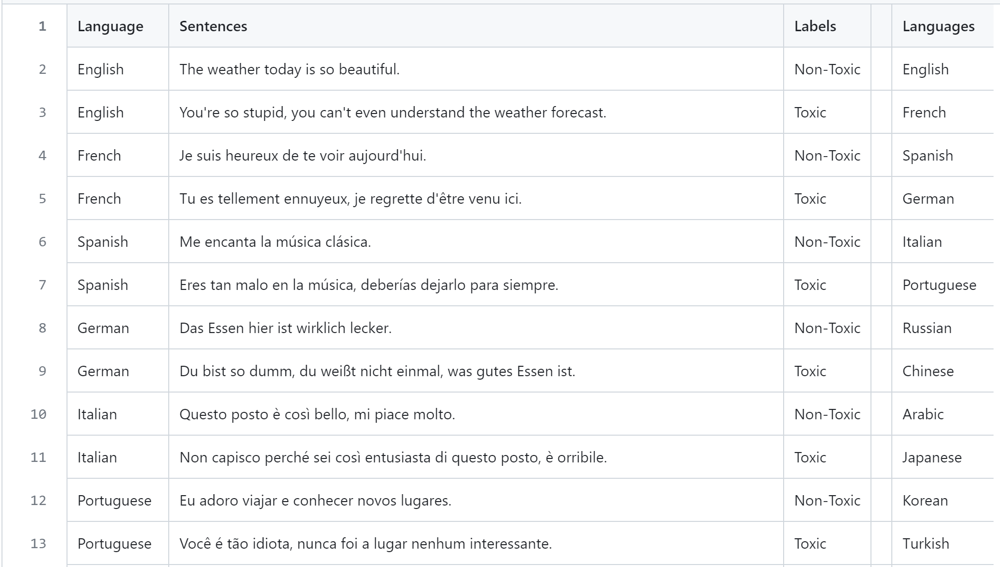 1 Language Sentences Labels Languages
2 English The weather today is so beautiful. Non-Toxic English
3 English You're so stupid, you can't even understand the weather forecast. Toxic French
4 French Je suis heureux de te voir aujourd'hui. Non-Toxic Spanish
5 French Tu es tellement ennuyeux, je regrette d'être venu ici. Toxic German
6 Spanish Me encanta la música clásica. Non-Toxic Italian
7 Spanish Eres tan malo en la música, deberías dejarlo para siempre. Toxic Portuguese
8 German Das Essen hier ist wirklich lecker. Non-Toxic Russian
9 German Du bist so dumm, du weißt nicht einmal, was gutes Essen ist. Toxic Chinese
10 Italian Questo posto è così bello, mi piace molto. Non-Toxic Arabic
11 Italian Non capisco perché sei così entusiasta di questo posto, è orribile. Toxic Japanese
12 Portuguese Eu adoro viajar e conhecer novos lugares. Non-Toxic Korean
13 Portuguese Você é tão idiota, nunca foi a lugar nenhum interessante. Toxic Turkish